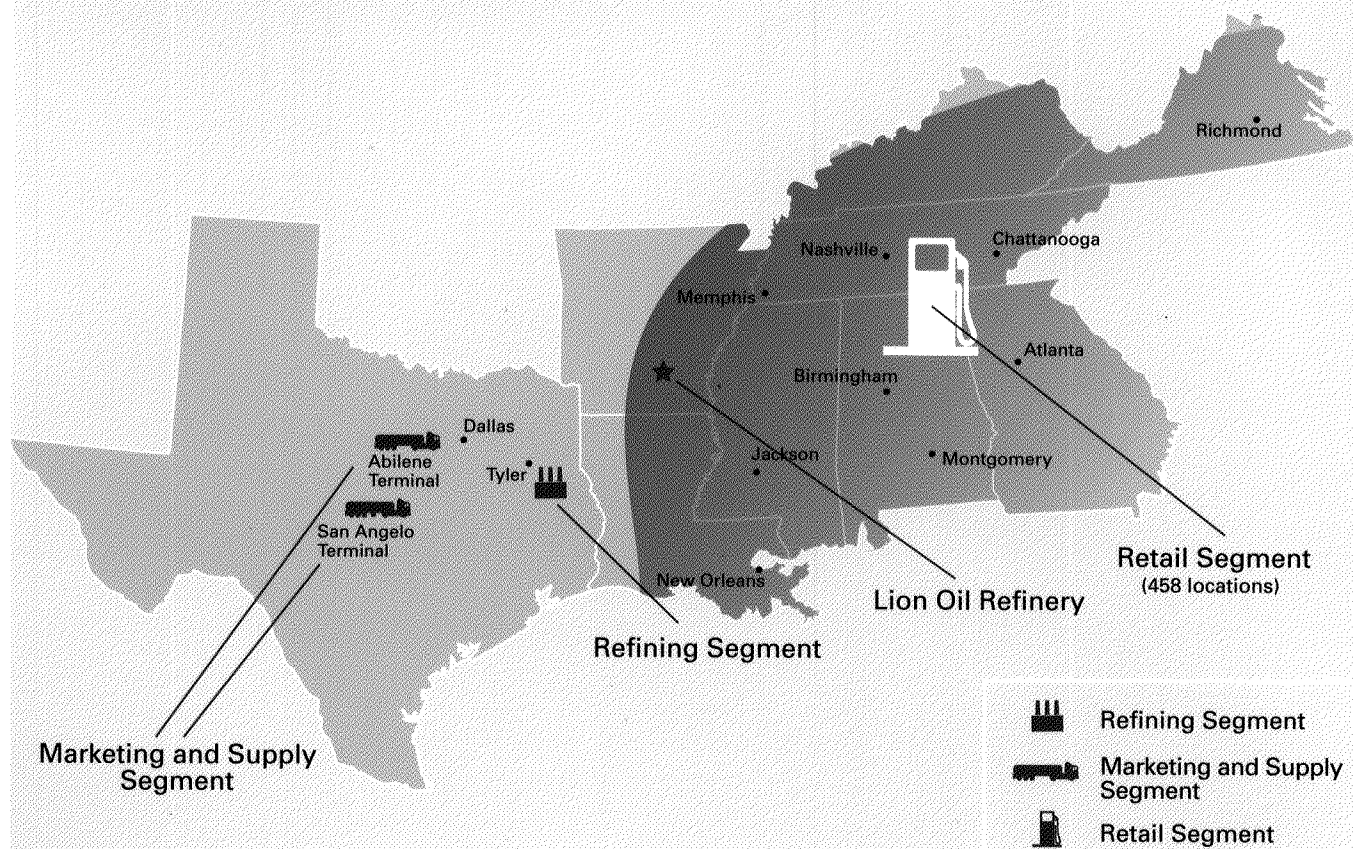 Richmond
Nashville
Chattanooga
Memphis
Atlanta
Birmingham
Dallas
Abilene
Terminal
Tyler
Jackson
Montgomery
San Angelo
Terminal
New Orleans
Retail Segment
(458 locations)
Lion Oil Refinery
Refining Segment
Marketing and Supply
Segment
Refining Segment
Marketing and Supply
Segment
Retail Segment